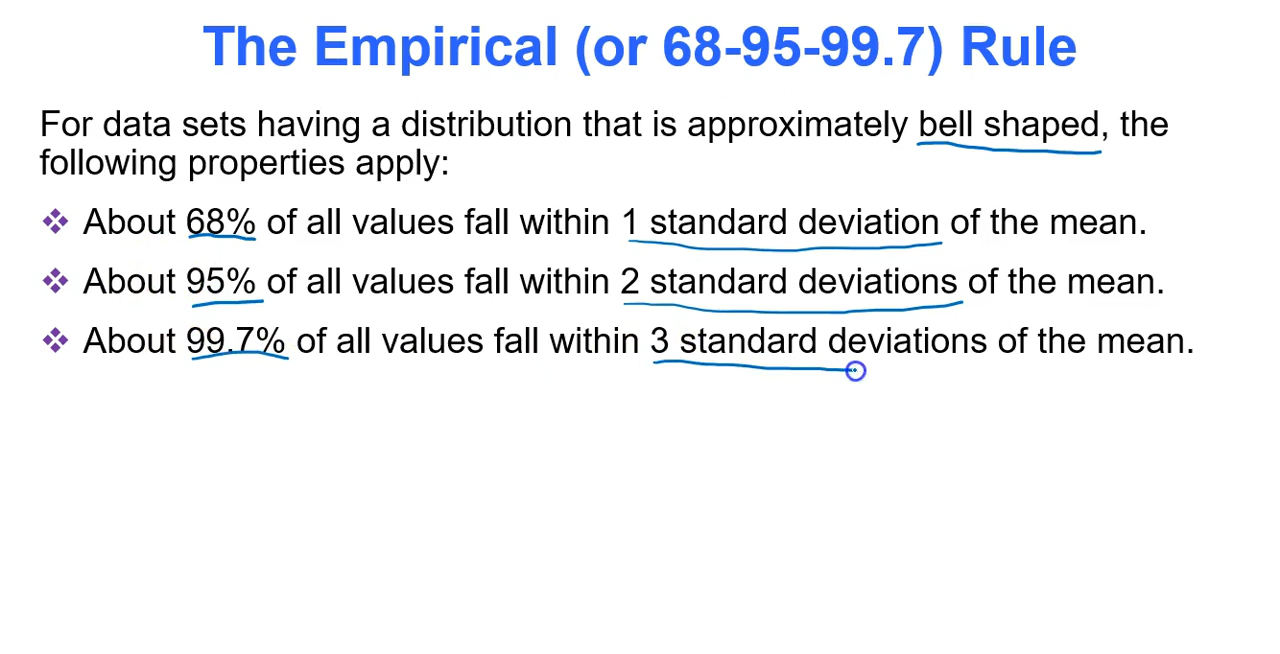 The Empirical (or 68-95-99.7) Rule
For data sets having a distribution that is approximately bell shaped, the
following properties apply:
❖ About 68% of all values fall within 1 standard deviation of the mean.
❖ About 95% of all values fall within 2 standard deviations of the mean.
❖ About 99.7% of all values fall within 3 standard deviations of the mean.